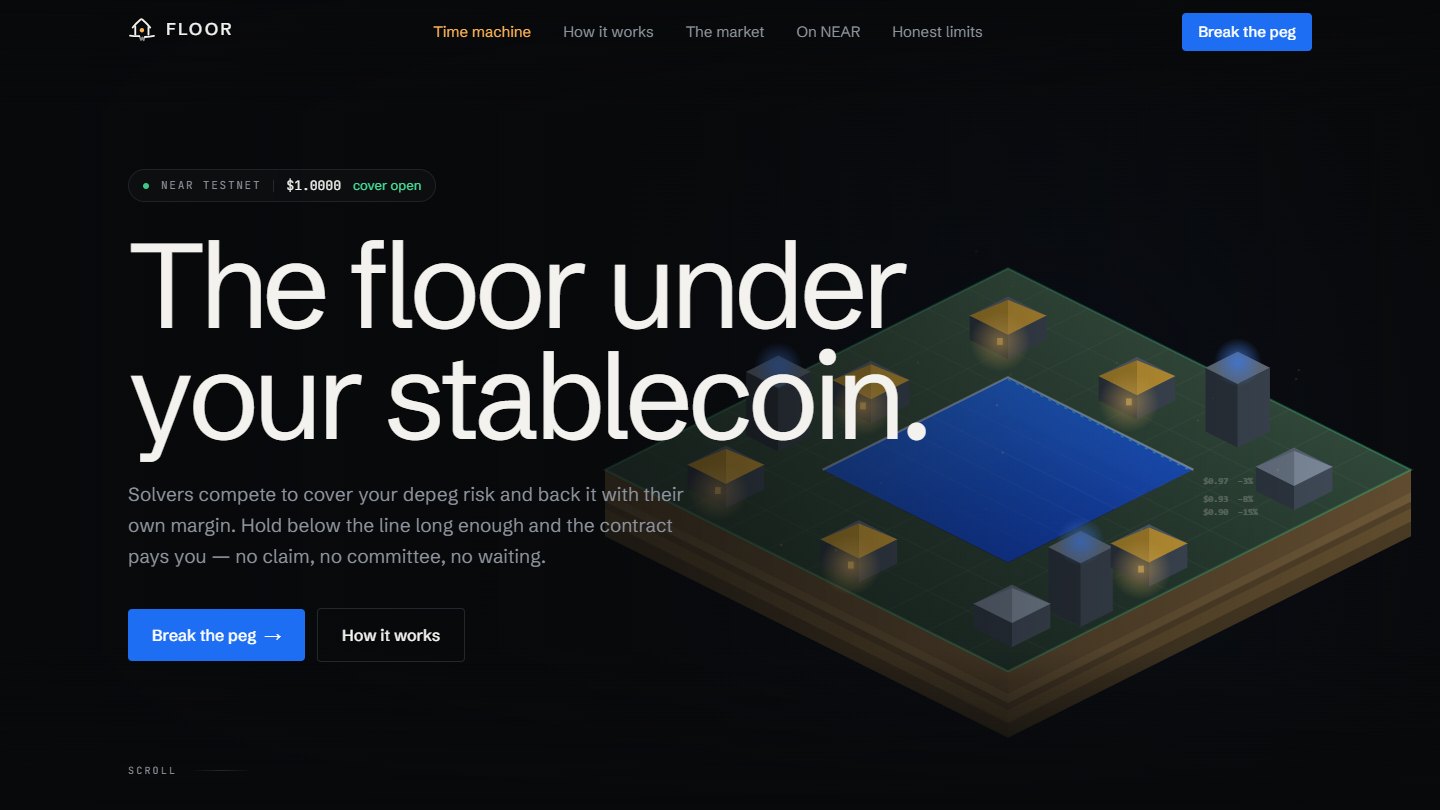 FLOOR
Time machine
How it works
The market
On NEAR
Honest limits
Break the peg
NEAR TESTNET $1.0000 cover open
The floor under
your stablecoin.
Solvers compete to cover your depeg risk and back it with their
own margin. Hold below the line long enough and the contract
pays you — no claim, no committee, no waiting.
$0.97 -3%
$0.93 -8%
$0.90 -15%
Break the peg →
How it works
SCROLL